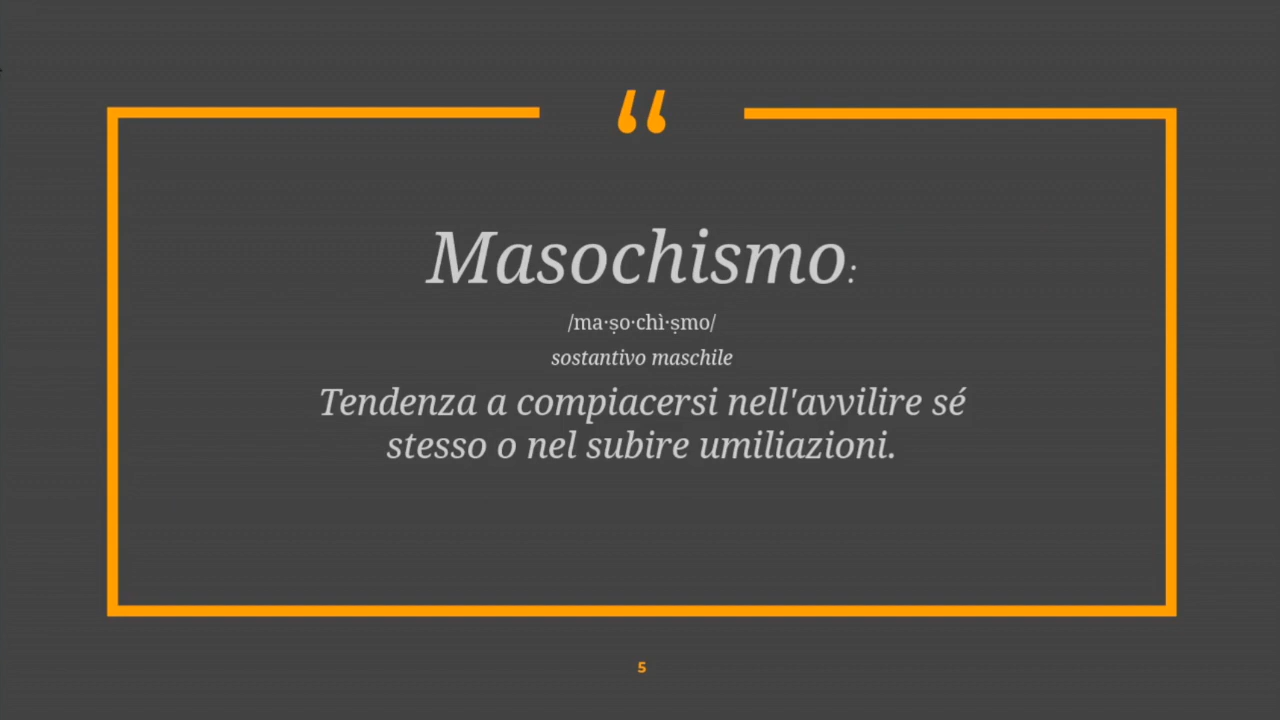 “
Masochismo:
/ma·ṣo·chì·ṣmo/
sostantivo maschile
Tendenza a compiacersi nell'avvilire sé
stesso o nel subire umiliazioni.
5